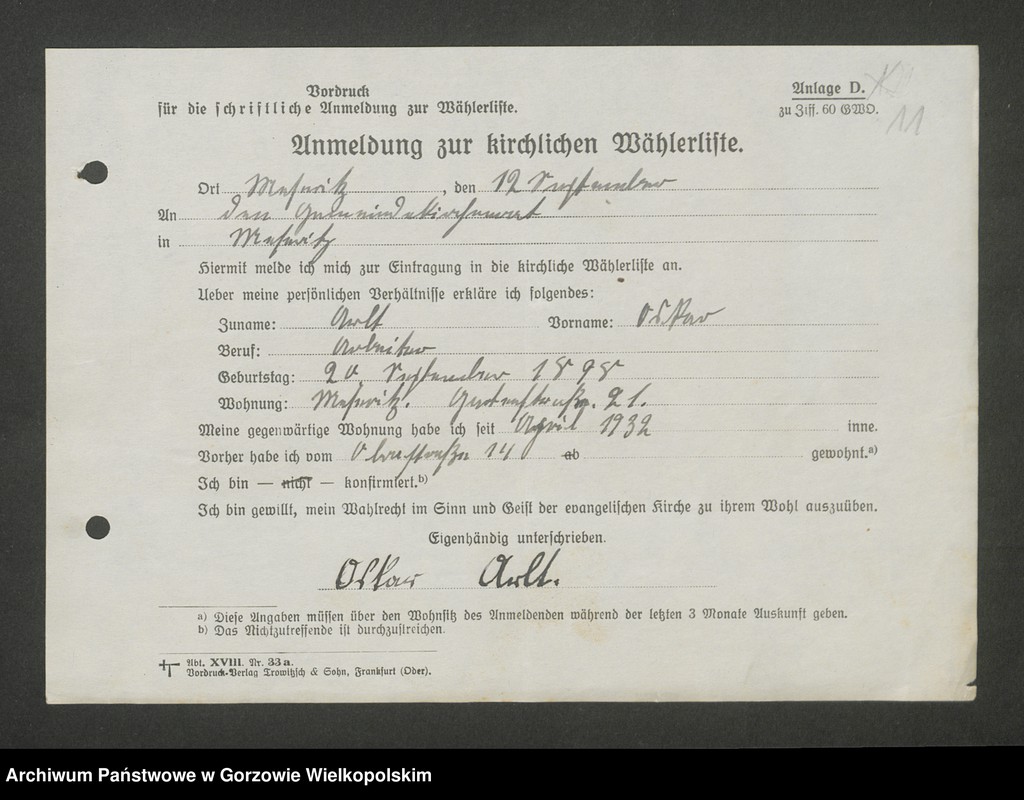 Vordruck
für die schriftliche Anmeldung zur Wählerliste.
Anlage D.
zu Ziff. 60 GWO.
11
Anmeldung zur kirchlichen Wählerliste.
Ort Meseritz, den 12 September
An den Gemeindekirchenrat
in Meseritz
Hiermit melde ich mich zur Eintragung in die kirchliche Wählerliste an.
Ueber meine persönlichen Verhältnisse erkläre ich folgendes:
Zuname: Arlt Vorname: Oskar
Beruf: Arbeiter
Geburtstag: 20 September 1898
Wohnung: Meseritz. 21.
Meine gegenwärtige Wohnung habe ich seit April 1932 inne.
Vorher habe ich vom 14 ab gewohnt.a)
Ich bin — nicht — konfirmiert.b)
Ich bin gewillt, mein Wahlrecht im Sinn und Geist der evangelischen Kirche zu ihrem Wohl auszuüben.
Eigenhändig unterschrieben.
Oskar Arlt.
a) Diese Angaben müssen über den Wohnsitz des Anmeldenden während der letzten 3 Monate Auskunft geben.
b) Das Nichtzutreffende ist durchzustreichen.
Abt. XVIII. Nr. 33a.
Vordruck-Verlag Trowitzsch & Sohn, Frankfurt (Oder).
Archiwum Państwowe w Gorzowie Wielkopolskim